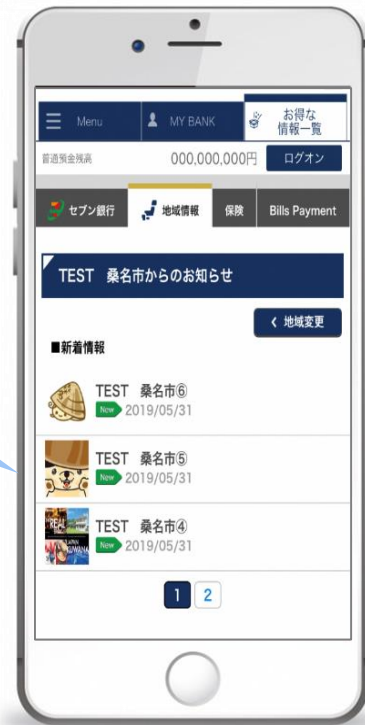 Menu
MY BANK
お得な
情報一覧
普通預金残高
000,000,000円
ログオン
セブン銀行
地域情報
保険
Bills Payment
TEST 桑名市からのお知らせ
< 地域変更
■新着情報
TEST 桑名市⑥
New 2019/05/31
TEST 桑名市⑤
New 2019/05/31
REAL
TEST 桑名市④
New 2019/05/31
1 2